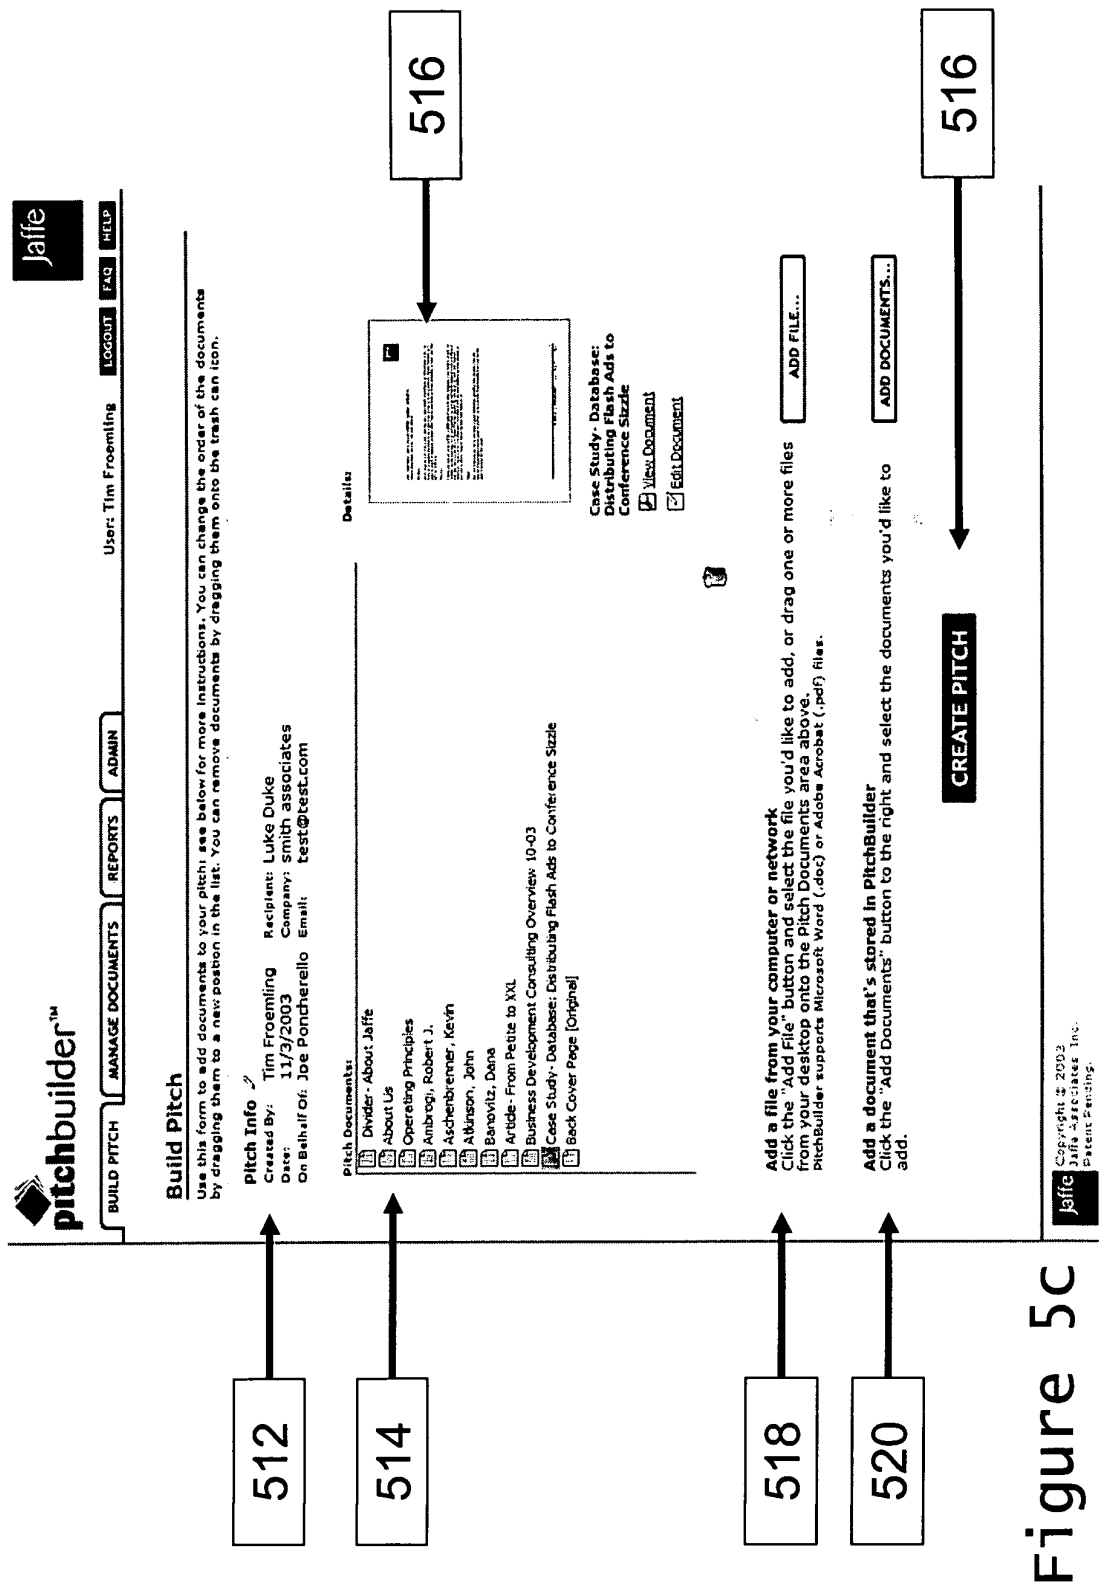 pitchbuilder™
Jaffe
BUILD PITCH
MANAGE DOCUMENTS
REPORTS
ADMIN
User: Tim Froemling
LOGOUT
FAQ
HELP
Build Pitch
Use this form to add documents to your pitch; see below for more instructions. You can change the order of the documents
by dragging them to a new postion in the list. You can remove documents by dragging them onto the trash can icon.
Pitch Info
Created By: Tim Froemling Recipient: Luke Duke
Date: 11/3/2003 Company: smith associates
On Behalf Of: Joe Poncherello Email: test@test.com
512
Pitch Documents:
Divider - About Jaffe
About Us
Operating Principles
Ambrogi, Robert J.
Aschenbrenner, Kevin
Atkinson, John
Banovitz, Dana
Article - From Petite to XXL
Business Development Consulting Overview 10-03
Case Study - Database: Distributing Flash Ads to Conference Sizzle
Back Cover Page [Original]
514
Details:
516
Case Study - Database:
Distributing Flash Ads to
Conference Sizzle
View Document
Edit Document
Add a file from your computer or network
Click the "Add File" button and select the file you'd like to add, or drag one or more files
from your desktop onto the Pitch Documents area above.
PitchBuilder supports Microsoft Word (.doc) or Adobe Acrobat (.pdf) files.
ADD FILE...
518
Add a document that's stored in PitchBuilder
Click the "Add Documents" button to the right and select the documents you'd like to
add.
ADD DOCUMENTS...
520
CREATE PITCH
516
Jaffe
Copyright © 2003
Jaffe Associates Inc.
Patent Pending.
Figure 5c